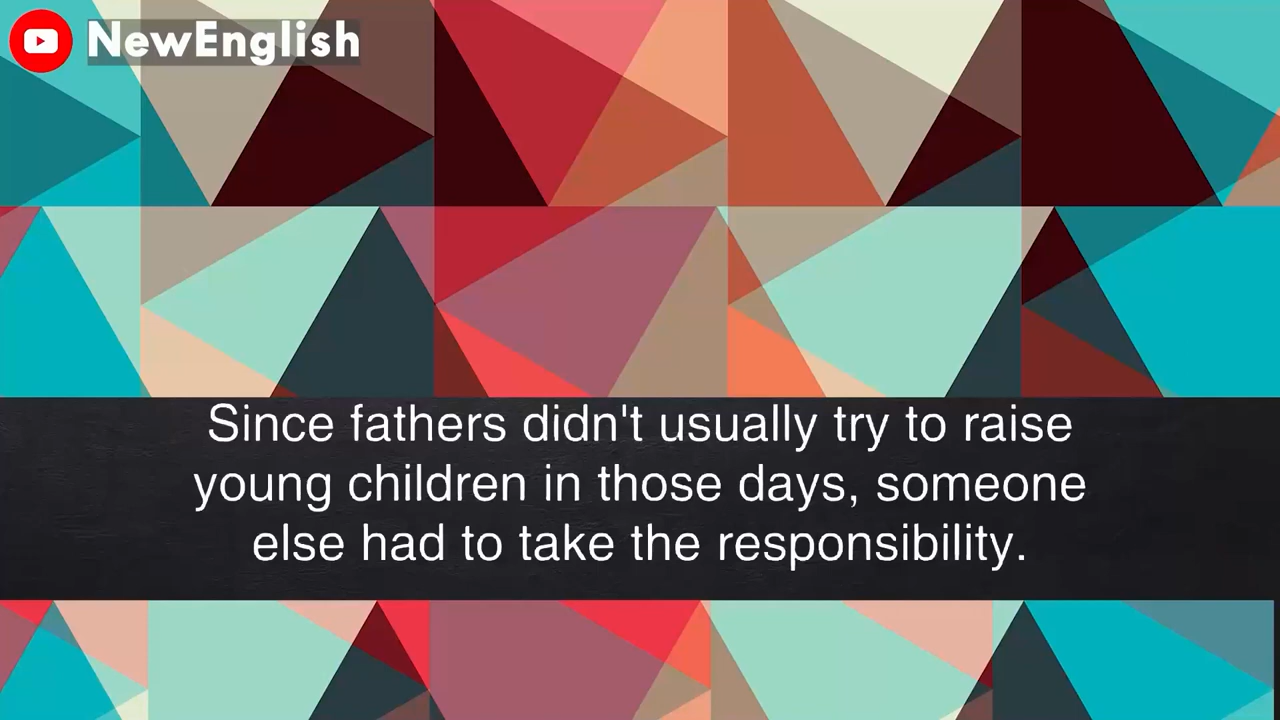 NewEnglish
Since fathers didn't usually try to raise
young children in those days, someone
else had to take the responsibility.